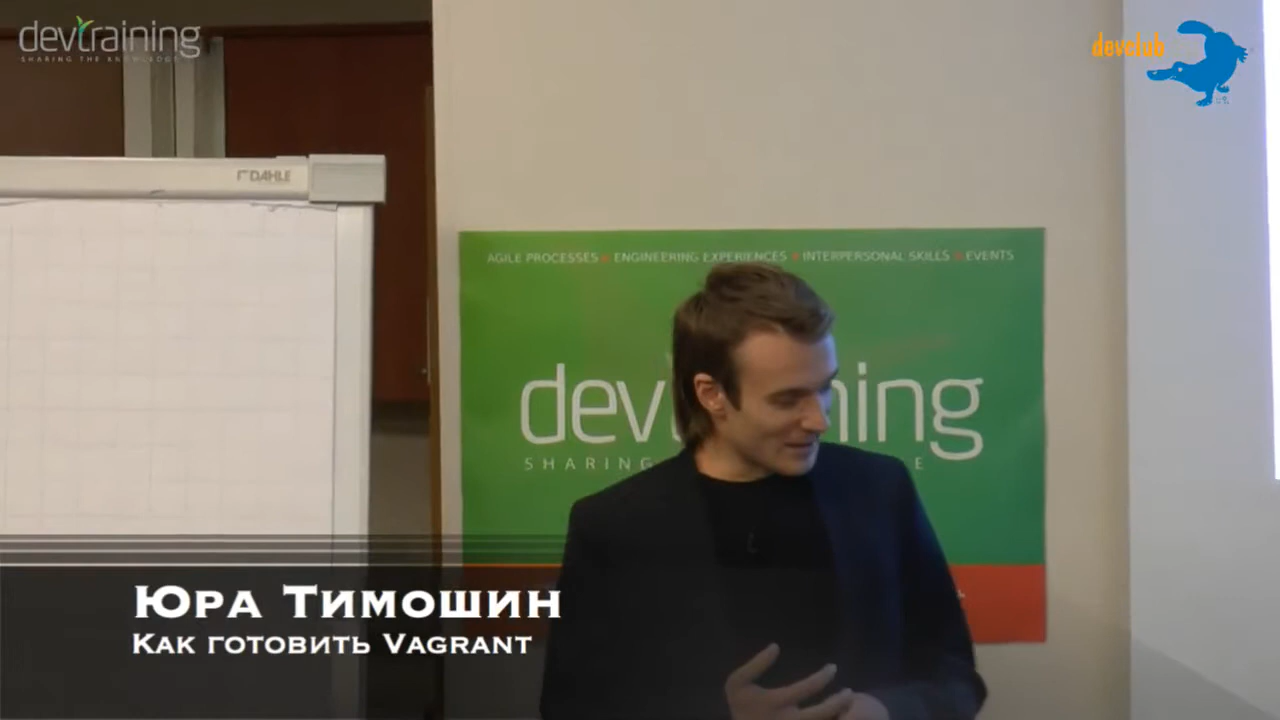 devtraining
SHARING THE KNOWLEDGE
devclub
DAHLE
AGILE PROCESSES ENGINEERING EXPERIENCES INTERPERSONAL SKILLS EVENTS
dev ining
SHARING E
Юра Тимошин
Как готовить Vagrant